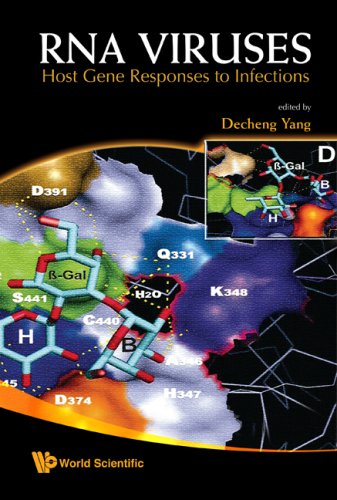 RNA VIRUSES
Host Gene Responses to Infections
edited by
Decheng Yang
D
ß-Gal
B
H
D391
Q331
ß-Gal
H2O
K348
S441
C440
H
B
H347
45
D374
World Scientific